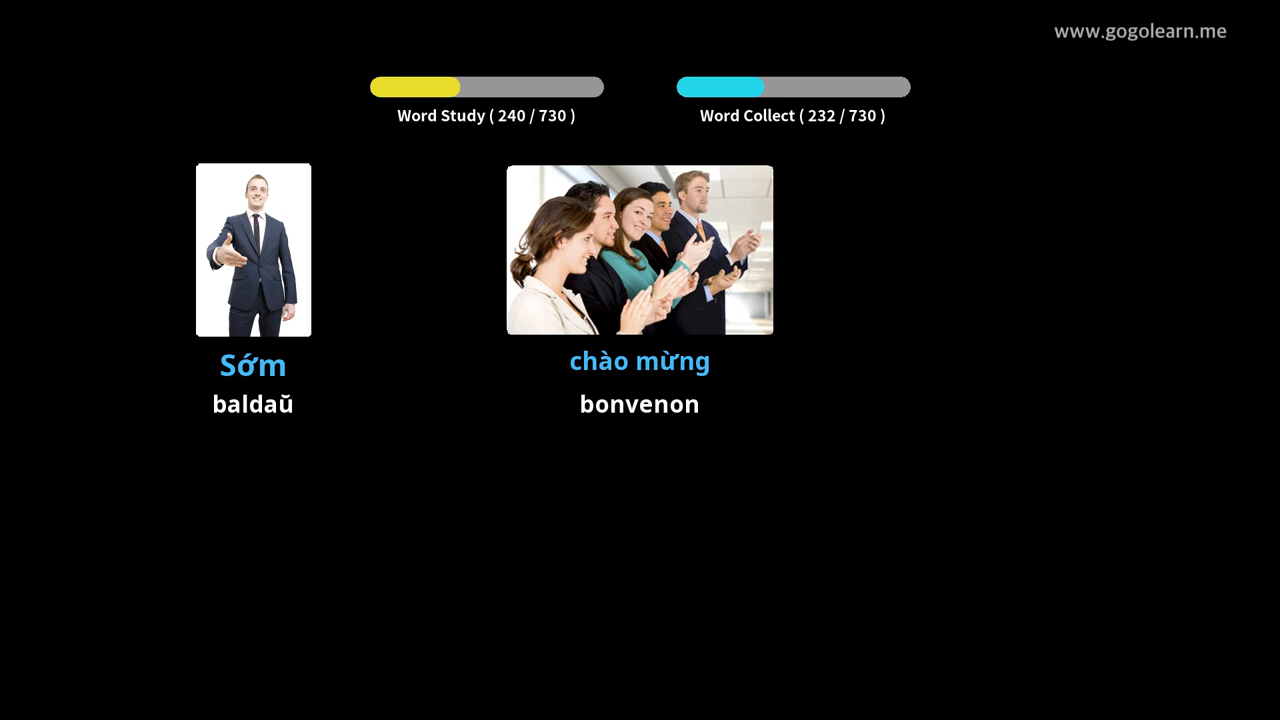 www.gogolearn.me
Word Study ( 240 / 730 )
Word Collect ( 232 / 730 )
Sớm
baldaŭ
chào mừng
bonvenon